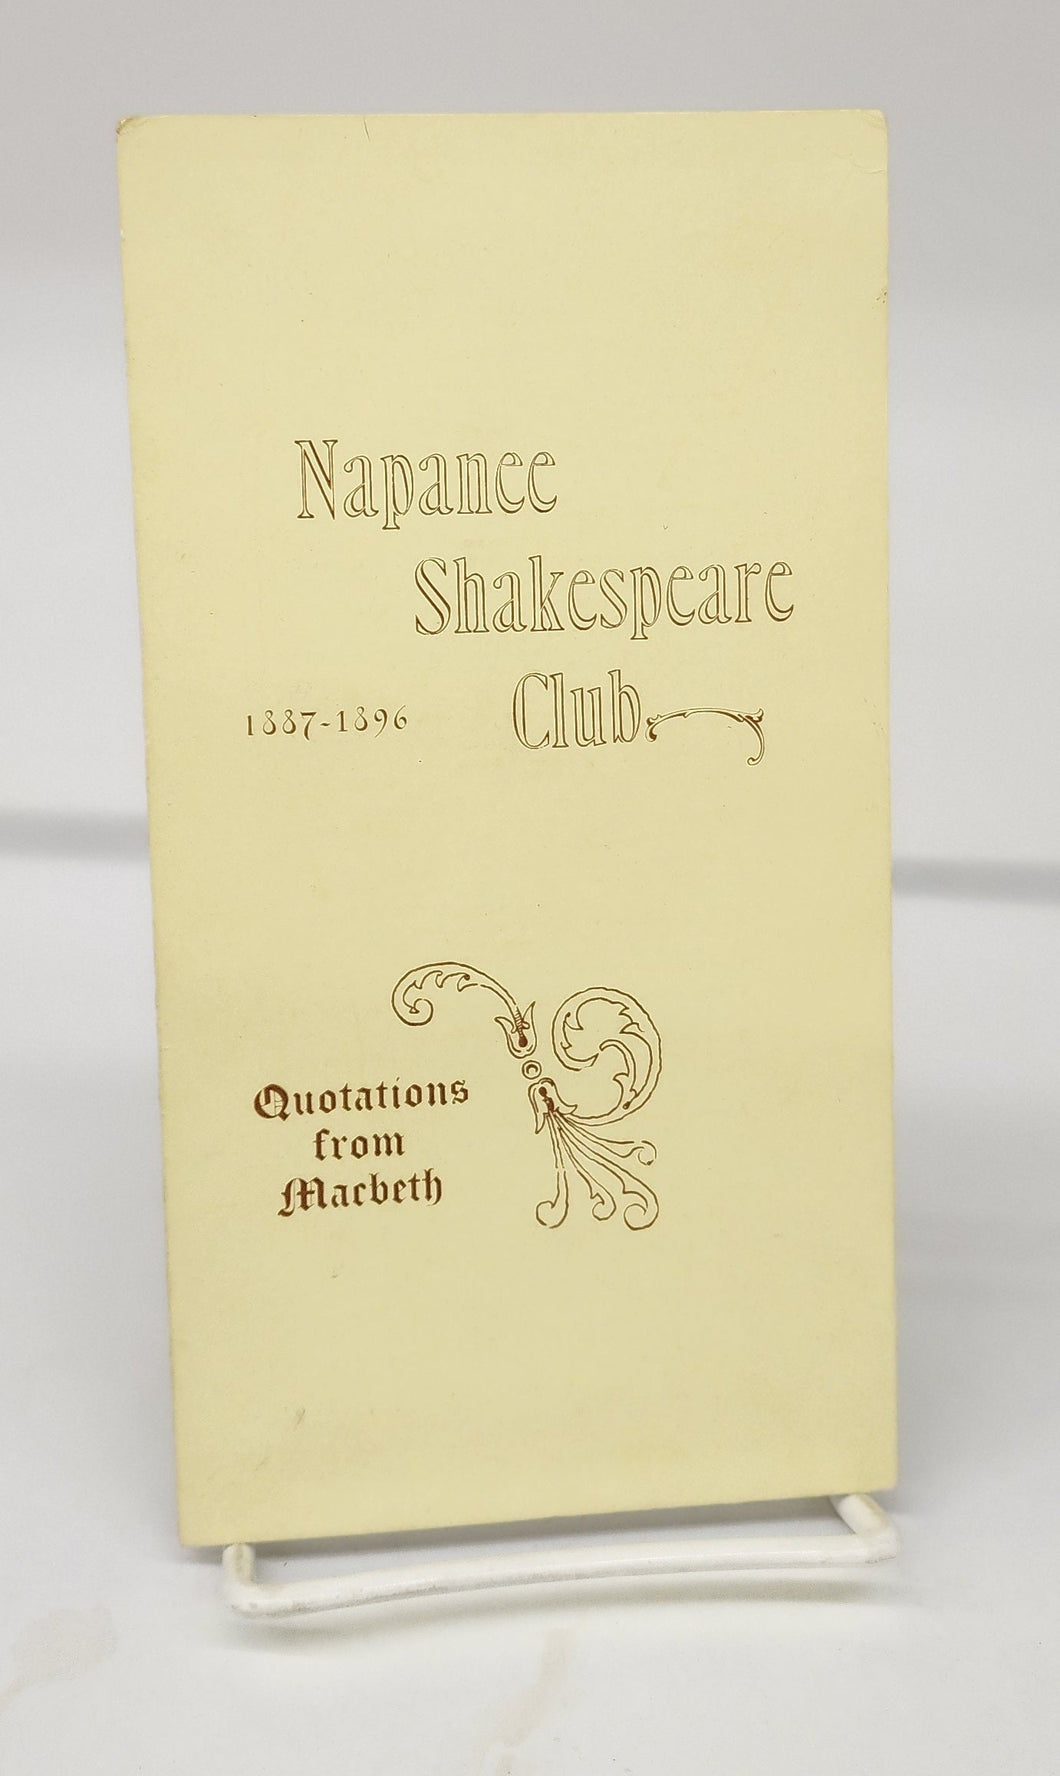 Napanee
Shakespeare
Club
1887-1896
Quotations
from
Macbeth